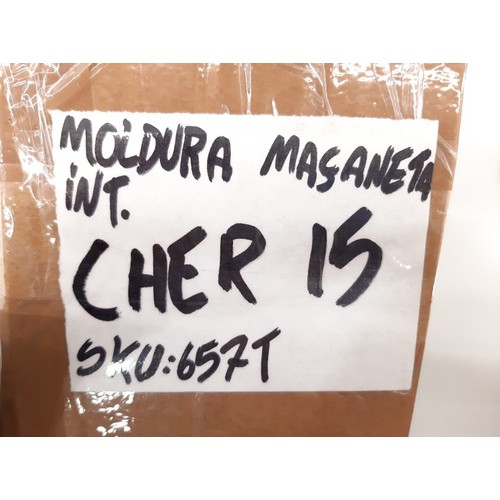 MOLDURA MAÇANETA
INT.
CHER 15
SKU:657T